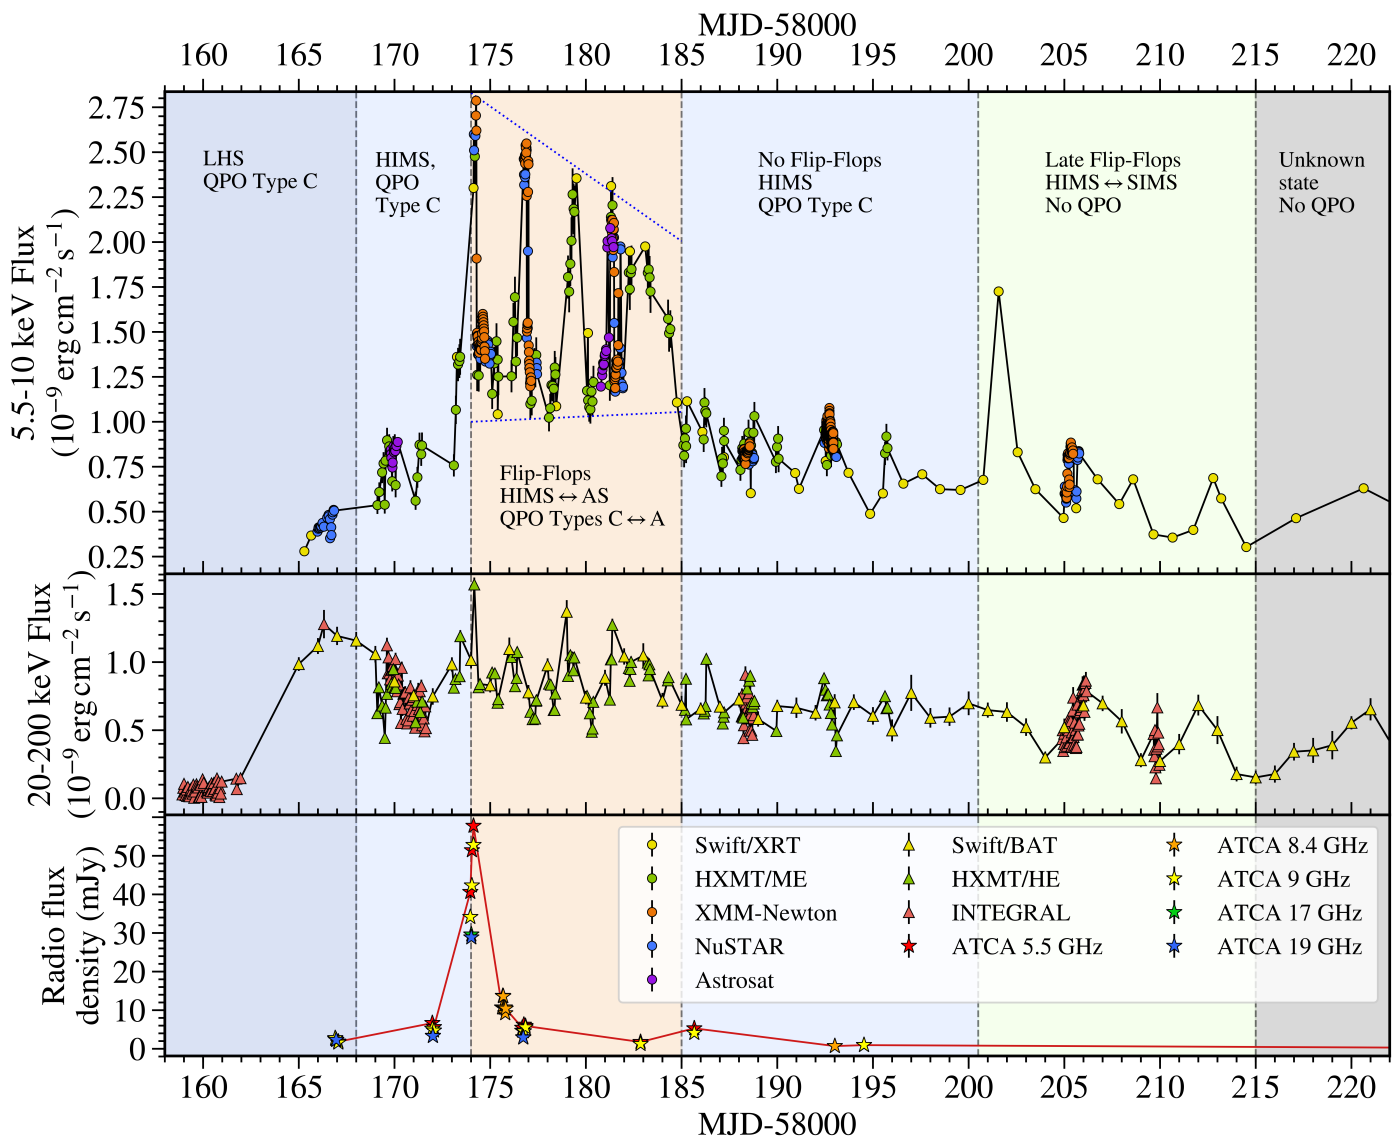 MJD-58000
160 165 170 175 180 185 190 195 200 205 210 215 220
5.5-10 keV Flux
(10⁻⁹ erg cm⁻² s⁻¹)
2.75
2.50
2.25
2.00
1.75
1.50
1.25
1.00
0.75
0.50
0.25
LHS
QPO Type C
HIMS,
QPO
Type C
No Flip-Flops
HIMS
QPO Type C
Late Flip-Flops
HIMS↔SIMS
No QPO
Unknown
state
No QPO
Flip-Flops
HIMS↔AS
QPO Types C↔A
20-200 keV Flux
(10⁻⁹ erg cm⁻² s⁻¹)
1.5
1.0
0.5
0.0
Radio flux
density (mJy)
50
40
30
20
10
0
Swift/XRT
HXMT/ME
XMM-Newton
NuSTAR
Astrosat
Swift/BAT
HXMT/HE
INTEGRAL
ATCA 5.5 GHz
ATCA 8.4 GHz
ATCA 9 GHz
ATCA 17 GHz
ATCA 19 GHz
160 165 170 175 180 185 190 195 200 205 210 215 220
MJD-58000